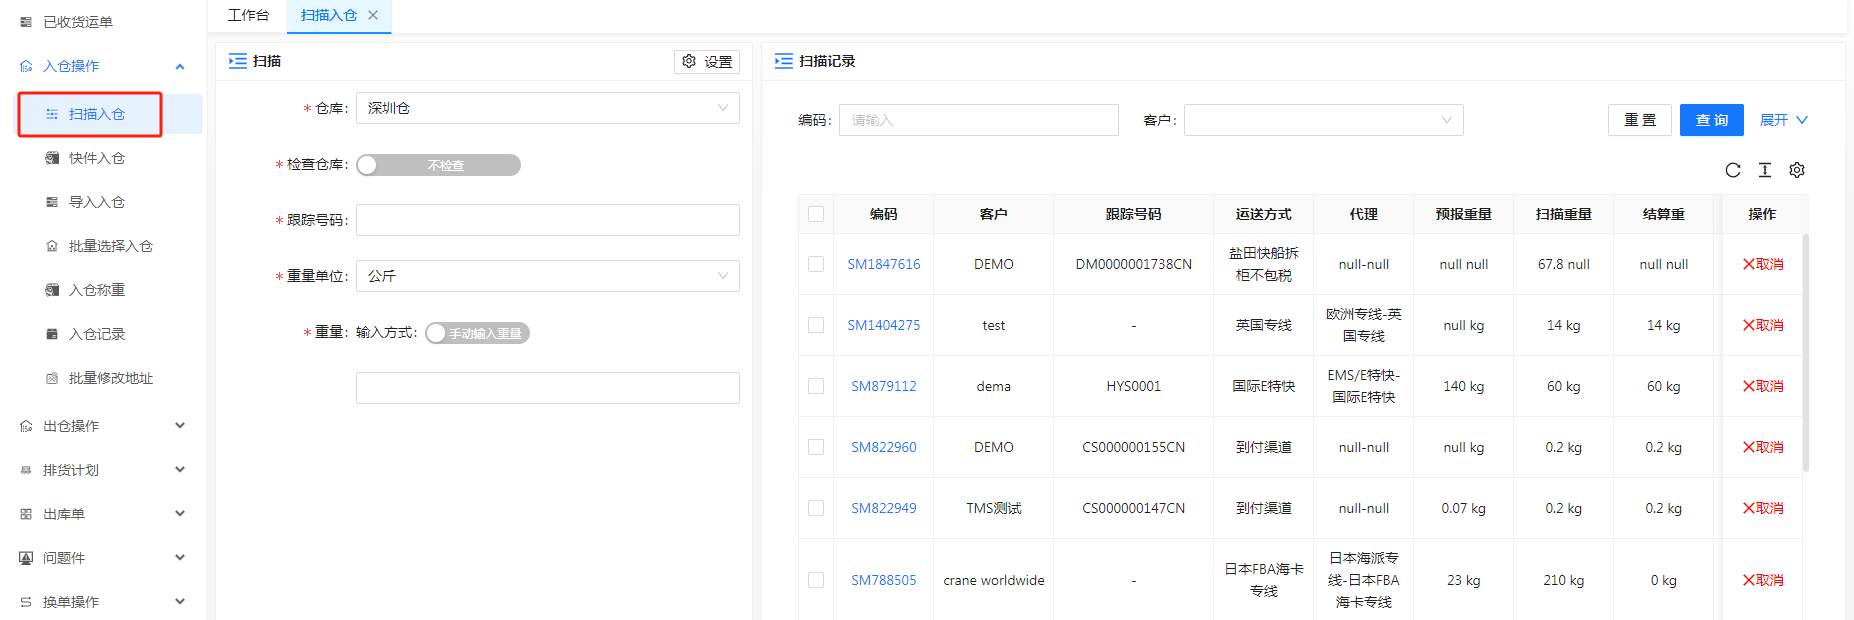 已收货运单
入仓操作
扫描入仓
快件入仓
导入入仓
批量选择入仓
入仓称重
入仓记录
批量修改地址
出仓操作
排货计划
出库单
问题件
换单操作
工作台
扫描入仓
扫描
设置
* 仓库:
深圳仓
* 检查仓库:
不检查
* 跟踪号码:
* 重量单位:
公斤
* 重量: 输入方式:
手动输入重量
扫描记录
编码:
请输入
客户:
重 置
查 询
展开
编码 客户 跟踪号码 运送方式 代理 预报重量 扫描重量 结算重 操作
SM1847616 DEMO DM0000001738CN 盐田快船拆 null-null null null 67.8 null null null 取消
柜不包税
SM1404275 test - 英国专线 欧洲专线-英 null kg 14 kg 14 kg 取消
国专线
SM879112 dema HYS0001 国际E特快 EMS/E特快- 140 kg 60 kg 60 kg 取消
国际E特快
SM822960 DEMO CS000000155CN 到付渠道 null-null null kg 0.2 kg 0.2 kg 取消
SM822949 TMS测试 CS000000147CN 到付渠道 null-null 0.07 kg 0.2 kg 0.2 kg 取消
SM788505 crane worldwide - 日本FBA海卡 日本海派专 23 kg 210 kg 0 kg 取消
专线 线-日本FBA
海卡专线